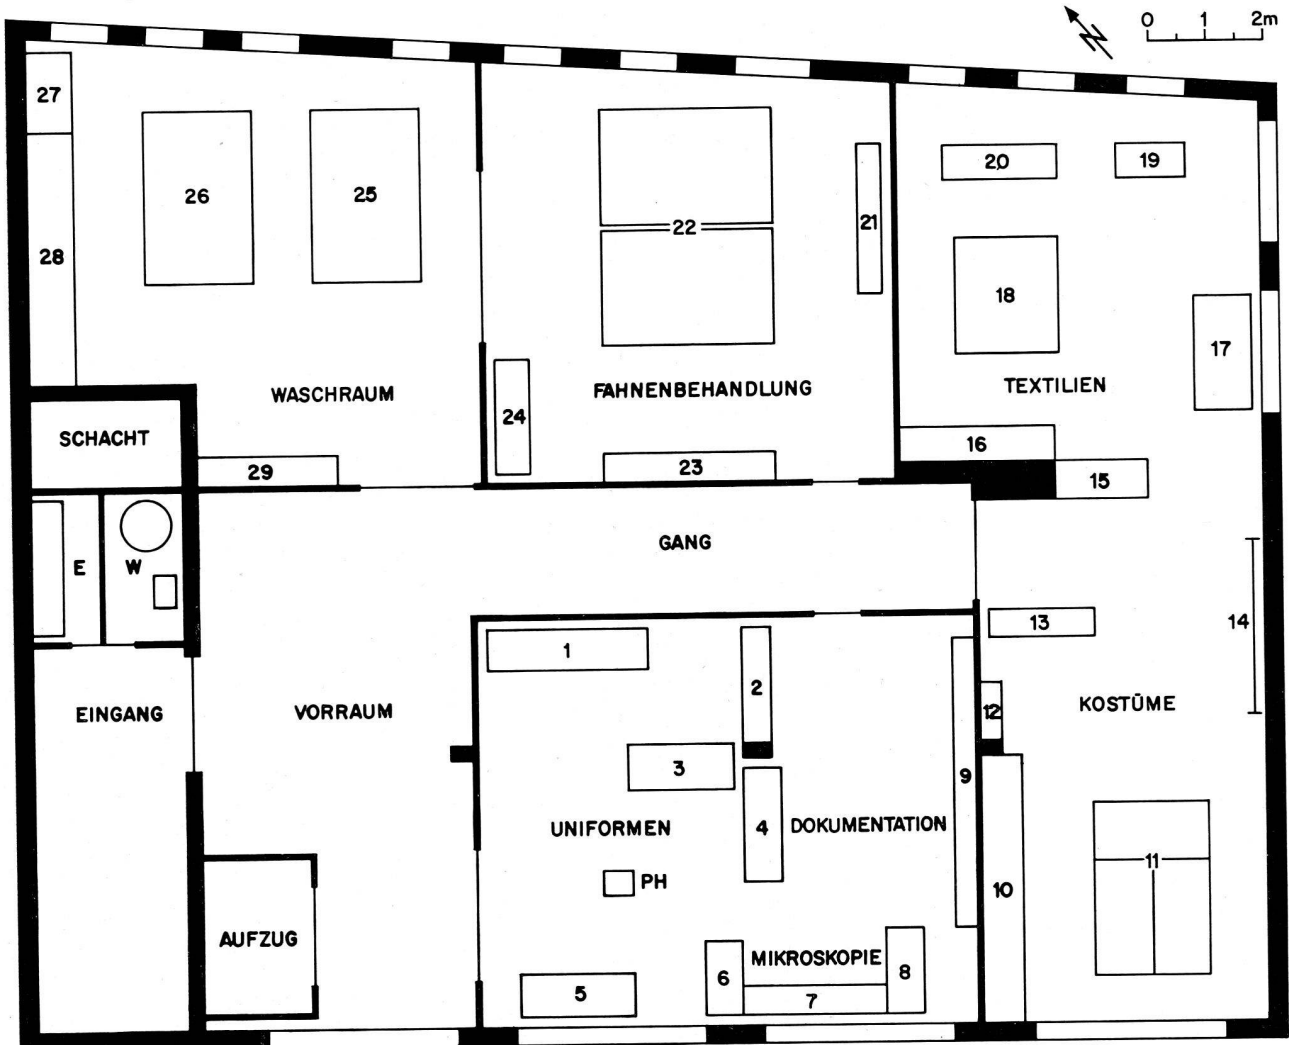 0 1 2m
N
27
26
25
22
21
20
19
28
18
17
WASCHRAUM
FAHNENBEHANDLUNG
TEXTILIEN
24
SCHACHT
16
29
23
15
E
W
GANG
14
13
1
2
12
EINGANG
VORRAUM
KOSTÜME
3
9
UNIFORMEN
4
DOKUMENTATION
11
PH
10
AUFZUG
MIKROSKOPIE
5
6
7
8